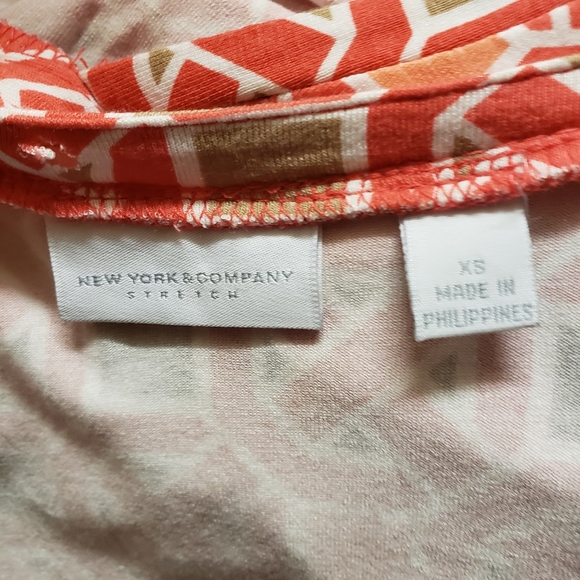 NEW YORK & COMPANY
STRETCH
XS
MADE IN
PHILIPPINES